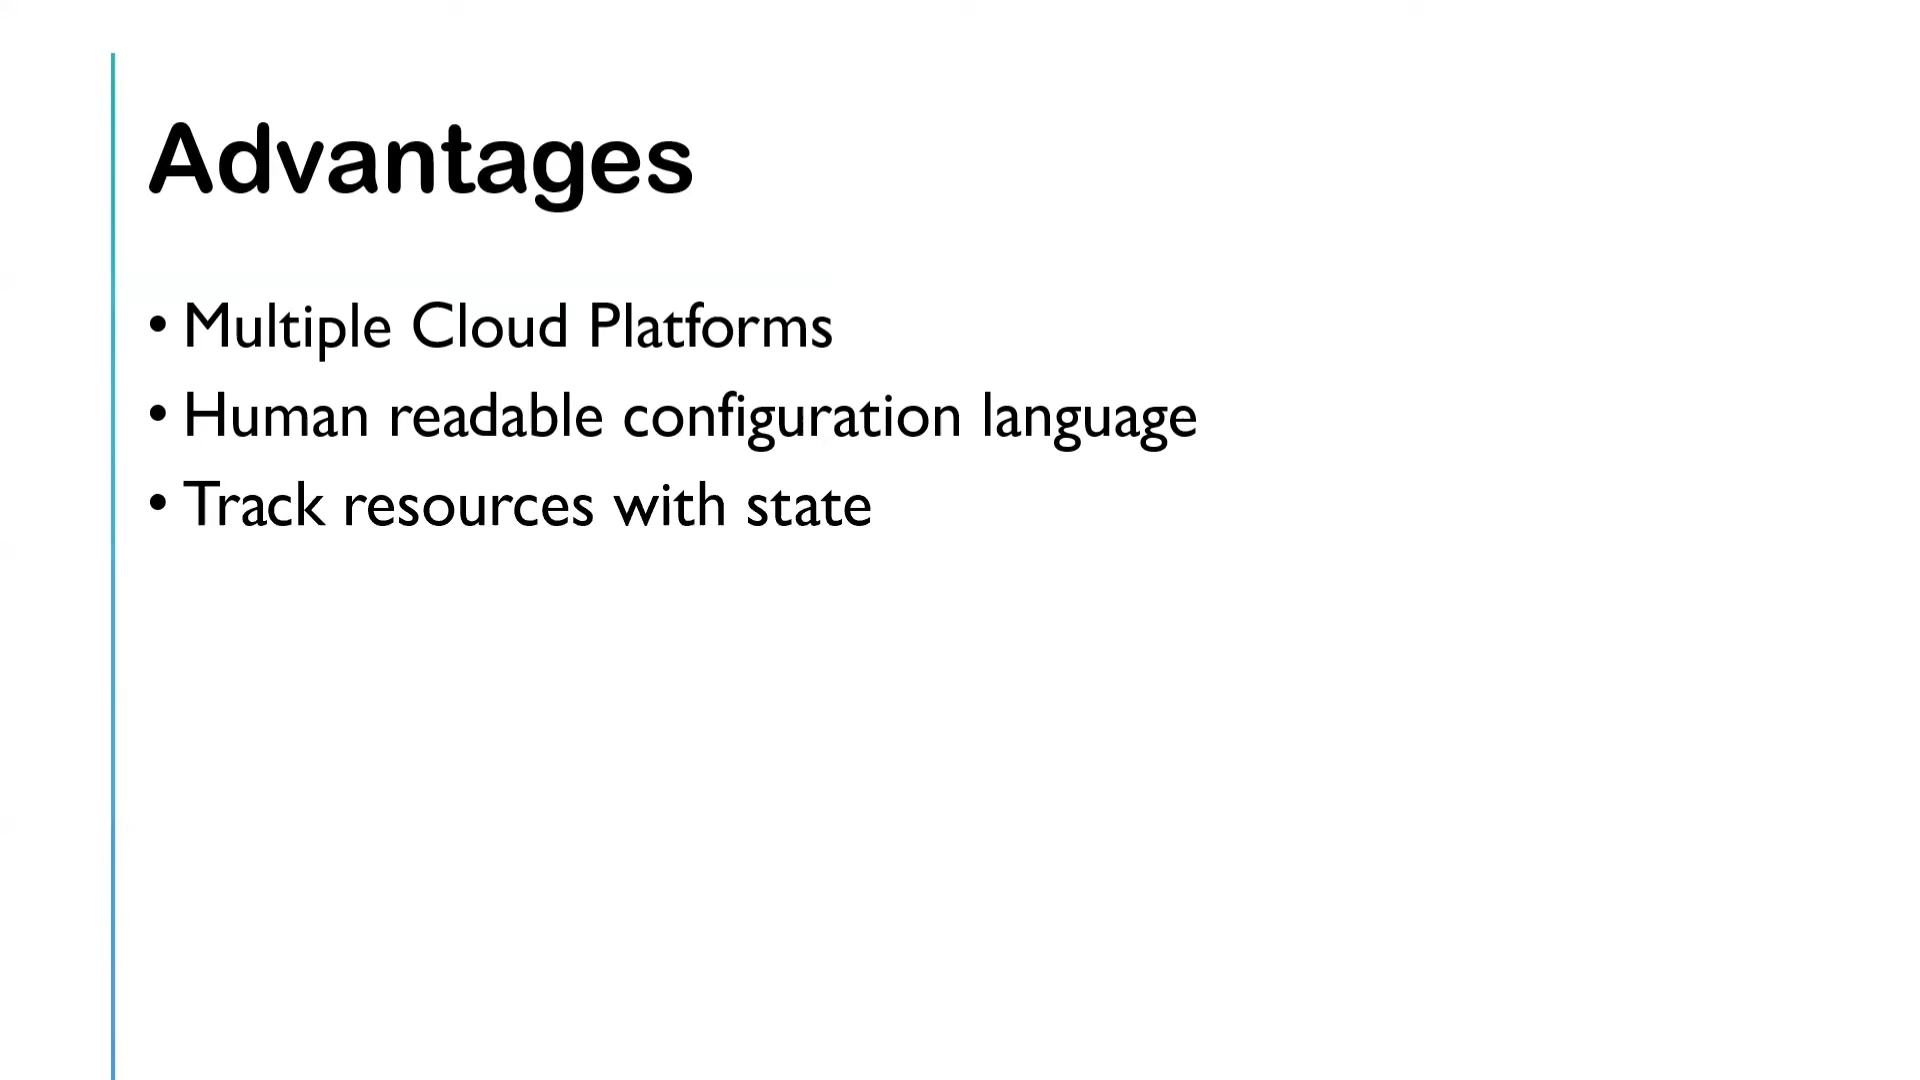 Advantages
• Multiple Cloud Platforms
• Human readable configuration language
• Track resources with state